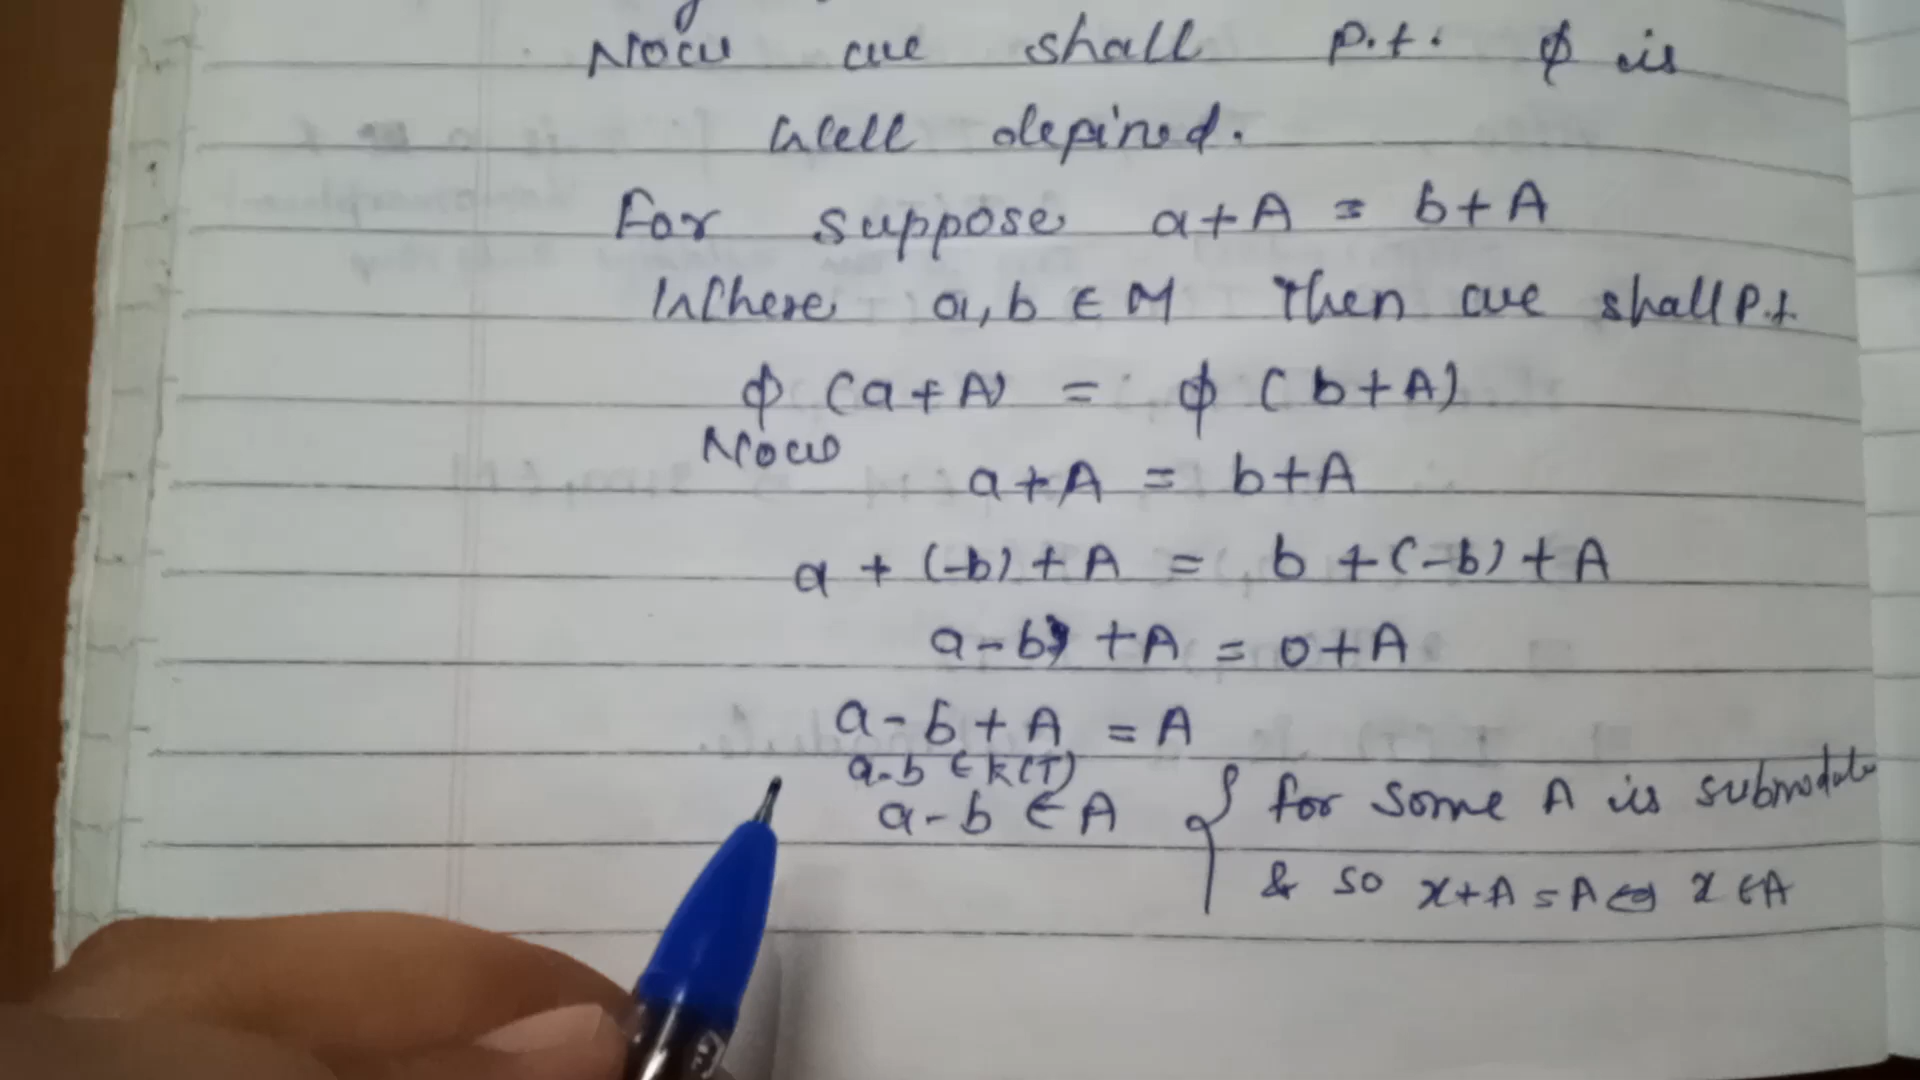 Now we shall p.t. φ is
well defined.
For suppose a+A = b+A
Where a, b ∈ M Then we shall P.t
φ (a+A) = φ (b+A)
Now
a+A = b+A
a + (-b) + A = b + (-b) + A
a-b) + A = 0+A
a-b+A = A
a-b ∈ K(T)
a-b ∈ A { for some A is submodule
& so x+A = A ⇔ x ∈ A